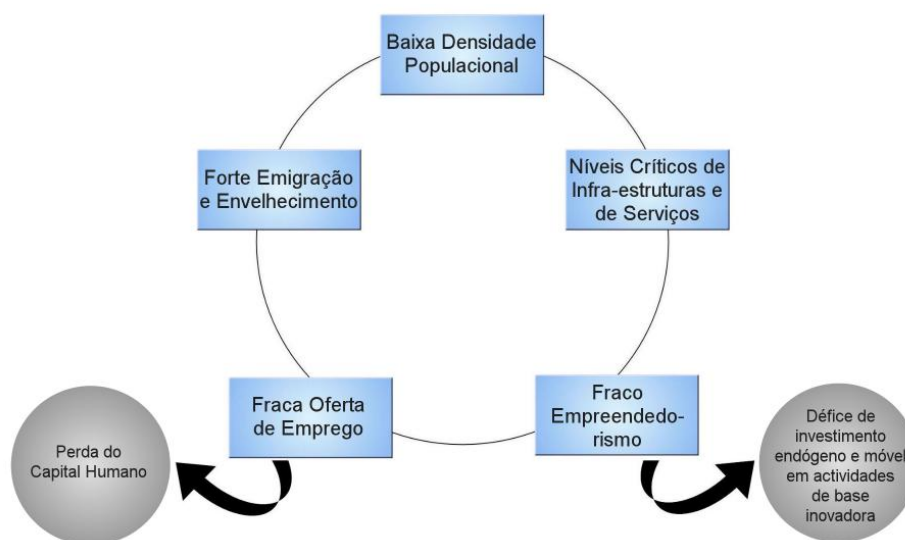 Baixa Densidade
Populacional
Forte Emigração
e Envelhecimento
Níveis Críticos de
Infra-estruturas e
de Serviços
Fraca Oferta
de Emprego
Fraco
Empreendedo-
rismo
Perda do
Capital Humano
Défice de
investimento
endógeno e móvel
em actividades
de base
inovadora